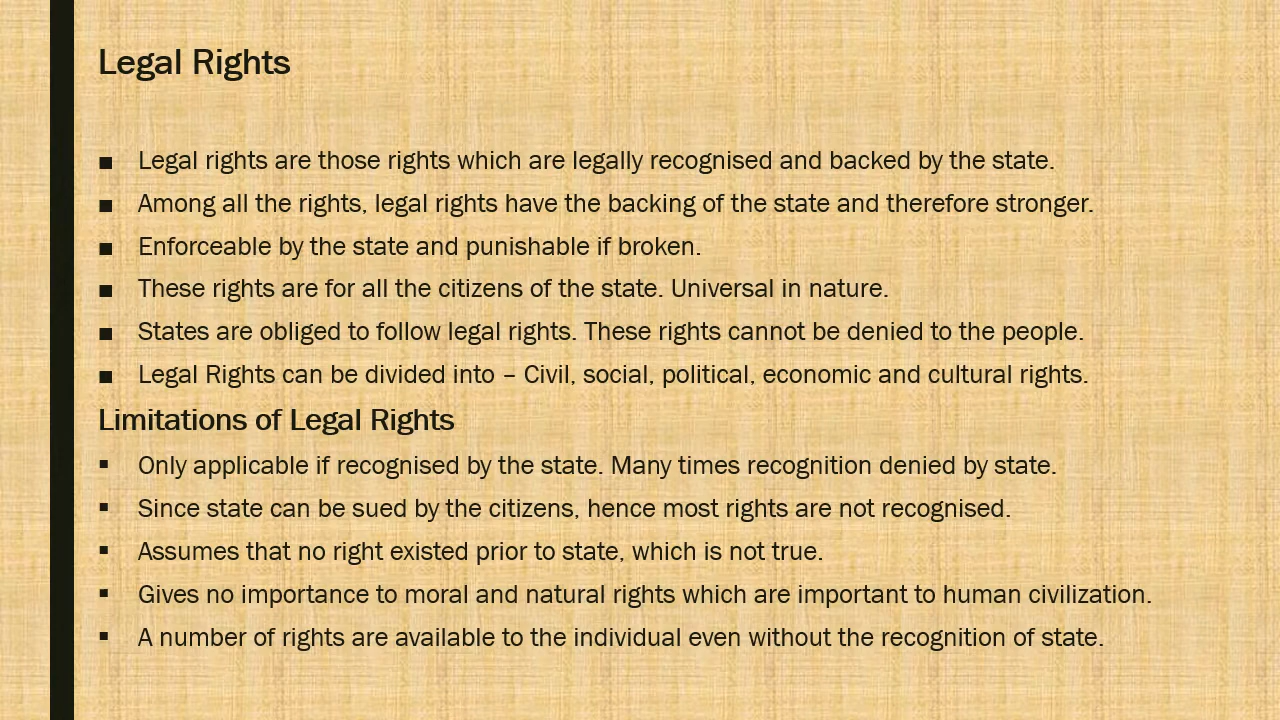 Legal Rights
■ Legal rights are those rights which are legally recognised and backed by the state.
■ Among all the rights, legal rights have the backing of the state and therefore stronger.
■ Enforceable by the state and punishable if broken.
■ These rights are for all the citizens of the state. Universal in nature.
■ States are obliged to follow legal rights. These rights cannot be denied to the people.
■ Legal Rights can be divided into – Civil, social, political, economic and cultural rights.
Limitations of Legal Rights
▪ Only applicable if recognised by the state. Many times recognition denied by state.
▪ Since state can be sued by the citizens, hence most rights are not recognised.
▪ Assumes that no right existed prior to state, which is not true.
▪ Gives no importance to moral and natural rights which are important to human civilization.
▪ A number of rights are available to the individual even without the recognition of state.